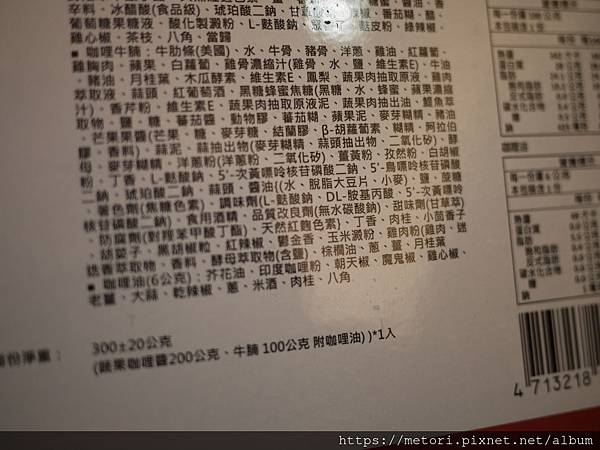 辛料、冰醋酸(食品級)、琥珀酸二鈉、甘草
葡萄糖果糖液、酸化製澱粉、L-麩酸鈉
雞心椒、茶枝、八角、當歸
■ 咖哩牛腩：牛肋條(美國)、水、牛骨、豬骨、洋蔥、雞油、紅蘿蔔、
雞胸肉、蘋果、白蘿蔔、雞骨濃縮汁(雞骨、水、鹽、維生素E)、牛油
、豬油、月桂葉、木瓜酵素、維生素E、鳳梨、蔬果肉抽取原液、雞肉
萃取液、蒜頭、紅葡萄酒、黑糖蜂蜜焦糖(黑糖、水、蜂蜜、蘋果濃縮
汁)、香芹粉、維生素E、蔬果肉抽取原液泥、蔬果肉抽出油、鯷魚萃
取物、鹽、糖、番茄醬、動物膠、番茄糊、蘋果泥、麥芽糊精、豬油
、芒果果醬(芒果、糖、麥芽糖、結蘭膠、β-胡蘿蔔素、糊精、阿拉伯
膠、香料)、蒜泥、蒜抽出物(麥芽糊精、蒜頭抽出物、二氧化矽)、酵
母、麥芽糊精、洋蔥粉(洋蔥粉、二氧化矽)、薑黃粉、孜然粉、白胡椒
粉、丁香、L-麩酸鈉、5'-次黃嘌呤核苷磷酸二鈉、5'-鳥嘌呤核苷磷酸
二鈉、琥珀酸二鈉、蒜頭、醬油((水、脫脂大豆片、小麥)、鹽、蔗糖
、著色劑(焦糖色素)、調味劑(L-麩酸鈉、DL-胺基丙酸、5'-次黃嘌呤
核苷磷酸二鈉)、食用酒精、品質改良劑(無水碳酸鈉)、甜味劑(甘草萃)
、防腐劑(對羥苯甲酸丁酯)、天然紅麴色素)、丁香、肉桂、小茴香子
、胡荽子、黑胡椒粒、紅辣椒、鬱金香、玉米澱粉、雞肉粉(雞肉、迷
迭香萃取物、香料、酵母萃取物(含鹽)、棕櫚油、蔥、薑、月桂葉
■ 咖哩油(6公克)：芥花油、印度咖哩粉、朝天椒、魔鬼椒、雞心椒、
老薑、大蒜、乾辣椒、蔥、米酒、肉桂、八角
每份淨重：
300±20公克
(蔬果咖哩醬200公克、牛腩 100公克 附咖哩油) )*1入
4 713218
https://metori.pixnet.net/album